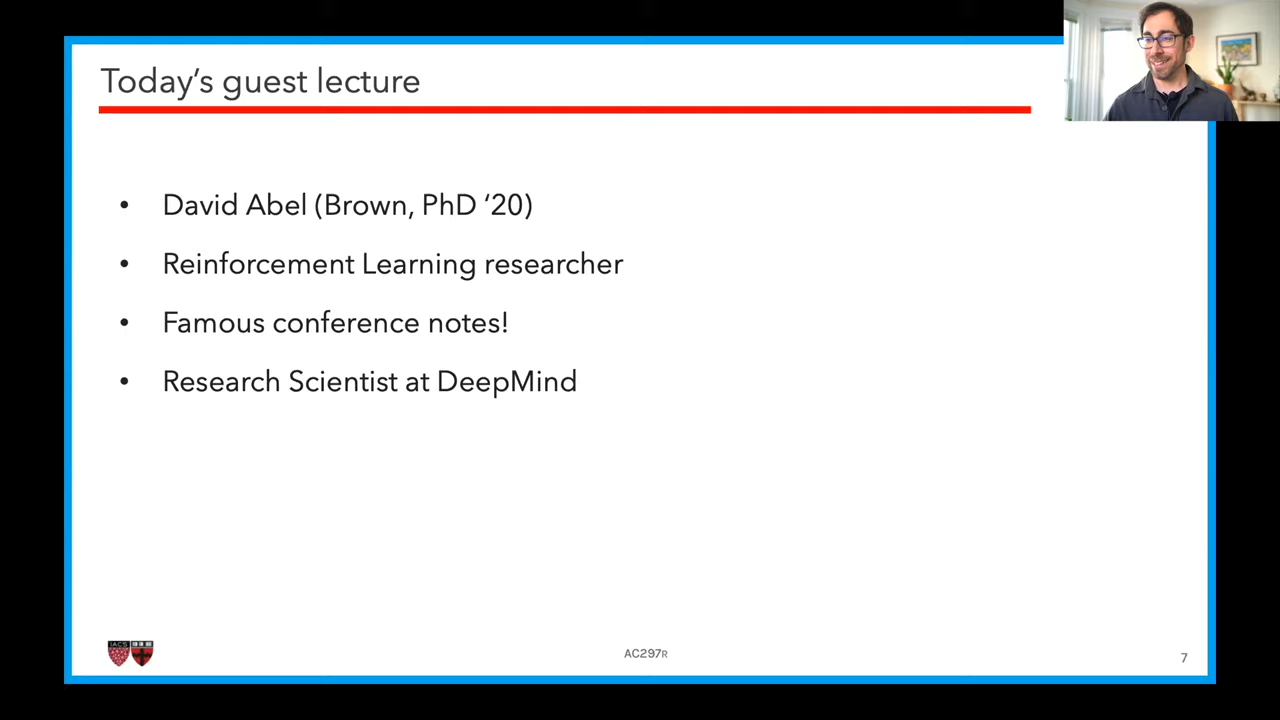 Today’s guest lecture
• David Abel (Brown, PhD ‘20)
• Reinforcement Learning researcher
• Famous conference notes!
• Research Scientist at DeepMind
IACS
AC297R
7